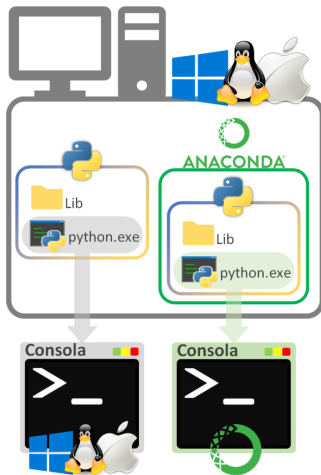 ANACONDA
Lib
python.exe
Lib
python.exe
Consola
>_
Consola
>_